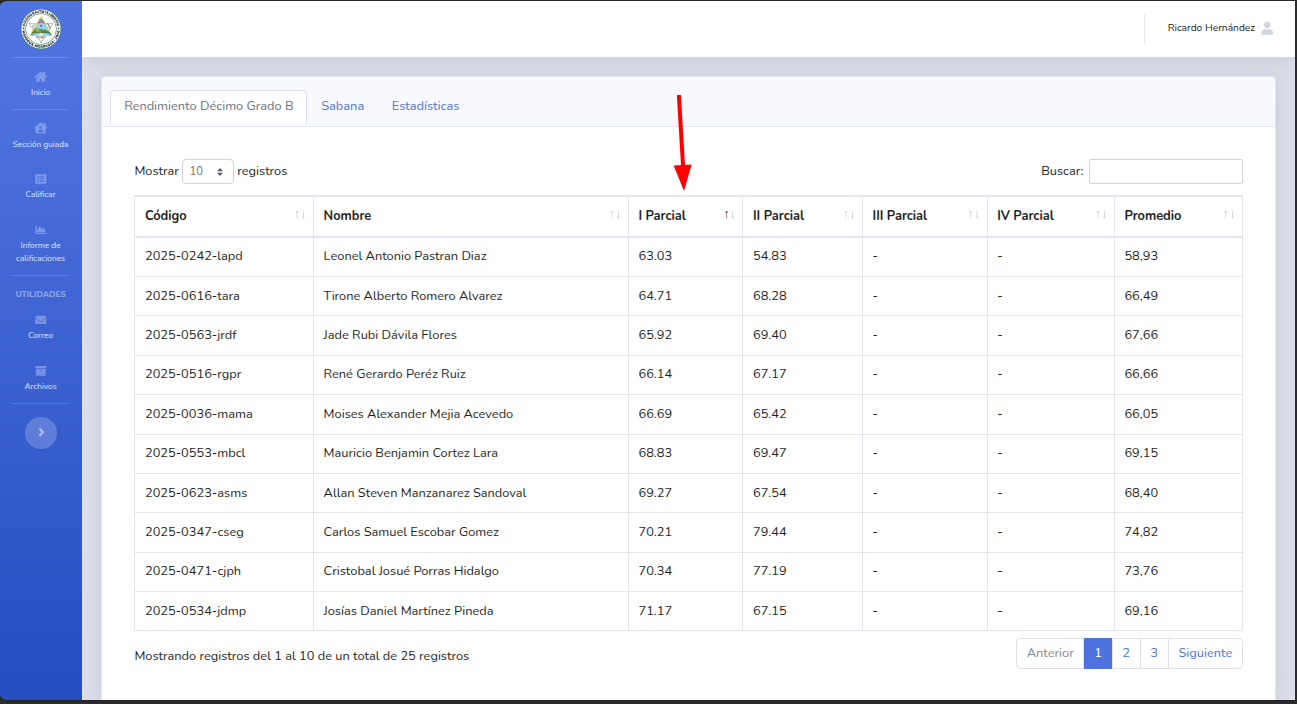 Ricardo Hernández
Inicio
Sección guiada
Calificar
Informe de
calificaciones
UTILIDADES
Correo
Archivos
Rendimiento Décimo Grado B Sabana Estadísticas
Mostrar 10 registros Buscar:
Código Nombre I Parcial II Parcial III Parcial IV Parcial Promedio
2025-0242-lapd Leonel Antonio Pastran Diaz 63.03 54.83 - - 58,93
2025-0616-tara Tirone Alberto Romero Alvarez 64.71 68.28 - - 66,49
2025-0563-jrdf Jade Rubi Dávila Flores 65.92 69.40 - - 67,66
2025-0516-rgpr René Gerardo Peréz Ruiz 66.14 67.17 - - 66,66
2025-0036-mama Moises Alexander Mejia Acevedo 66.69 65.42 - - 66,05
2025-0553-mbcl Mauricio Benjamin Cortez Lara 68.83 69.47 - - 69,15
2025-0623-asms Allan Steven Manzanarez Sandoval 69.27 67.54 - - 68,40
2025-0347-cseg Carlos Samuel Escobar Gomez 70.21 79.44 - - 74,82
2025-0471-cjph Cristobal Josué Porras Hidalgo 70.34 77.19 - - 73,76
2025-0534-jdmp Josías Daniel Martínez Pineda 71.17 67.15 - - 69,16
Mostrando registros del 1 al 10 de un total de 25 registros
Anterior 1 2 3 Siguiente